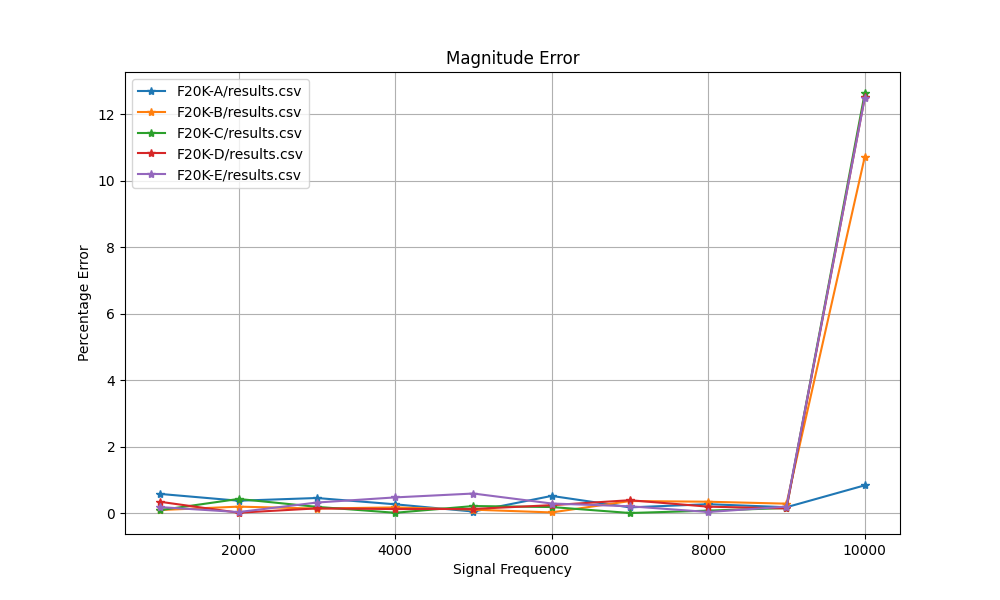 Magnitude Error
F20K-A/results.csv
F20K-B/results.csv
F20K-C/results.csv
F20K-D/results.csv
F20K-E/results.csv
12
10
8
6
4
2
0
Percentage Error
2000 4000 6000 8000 10000
Signal Frequency